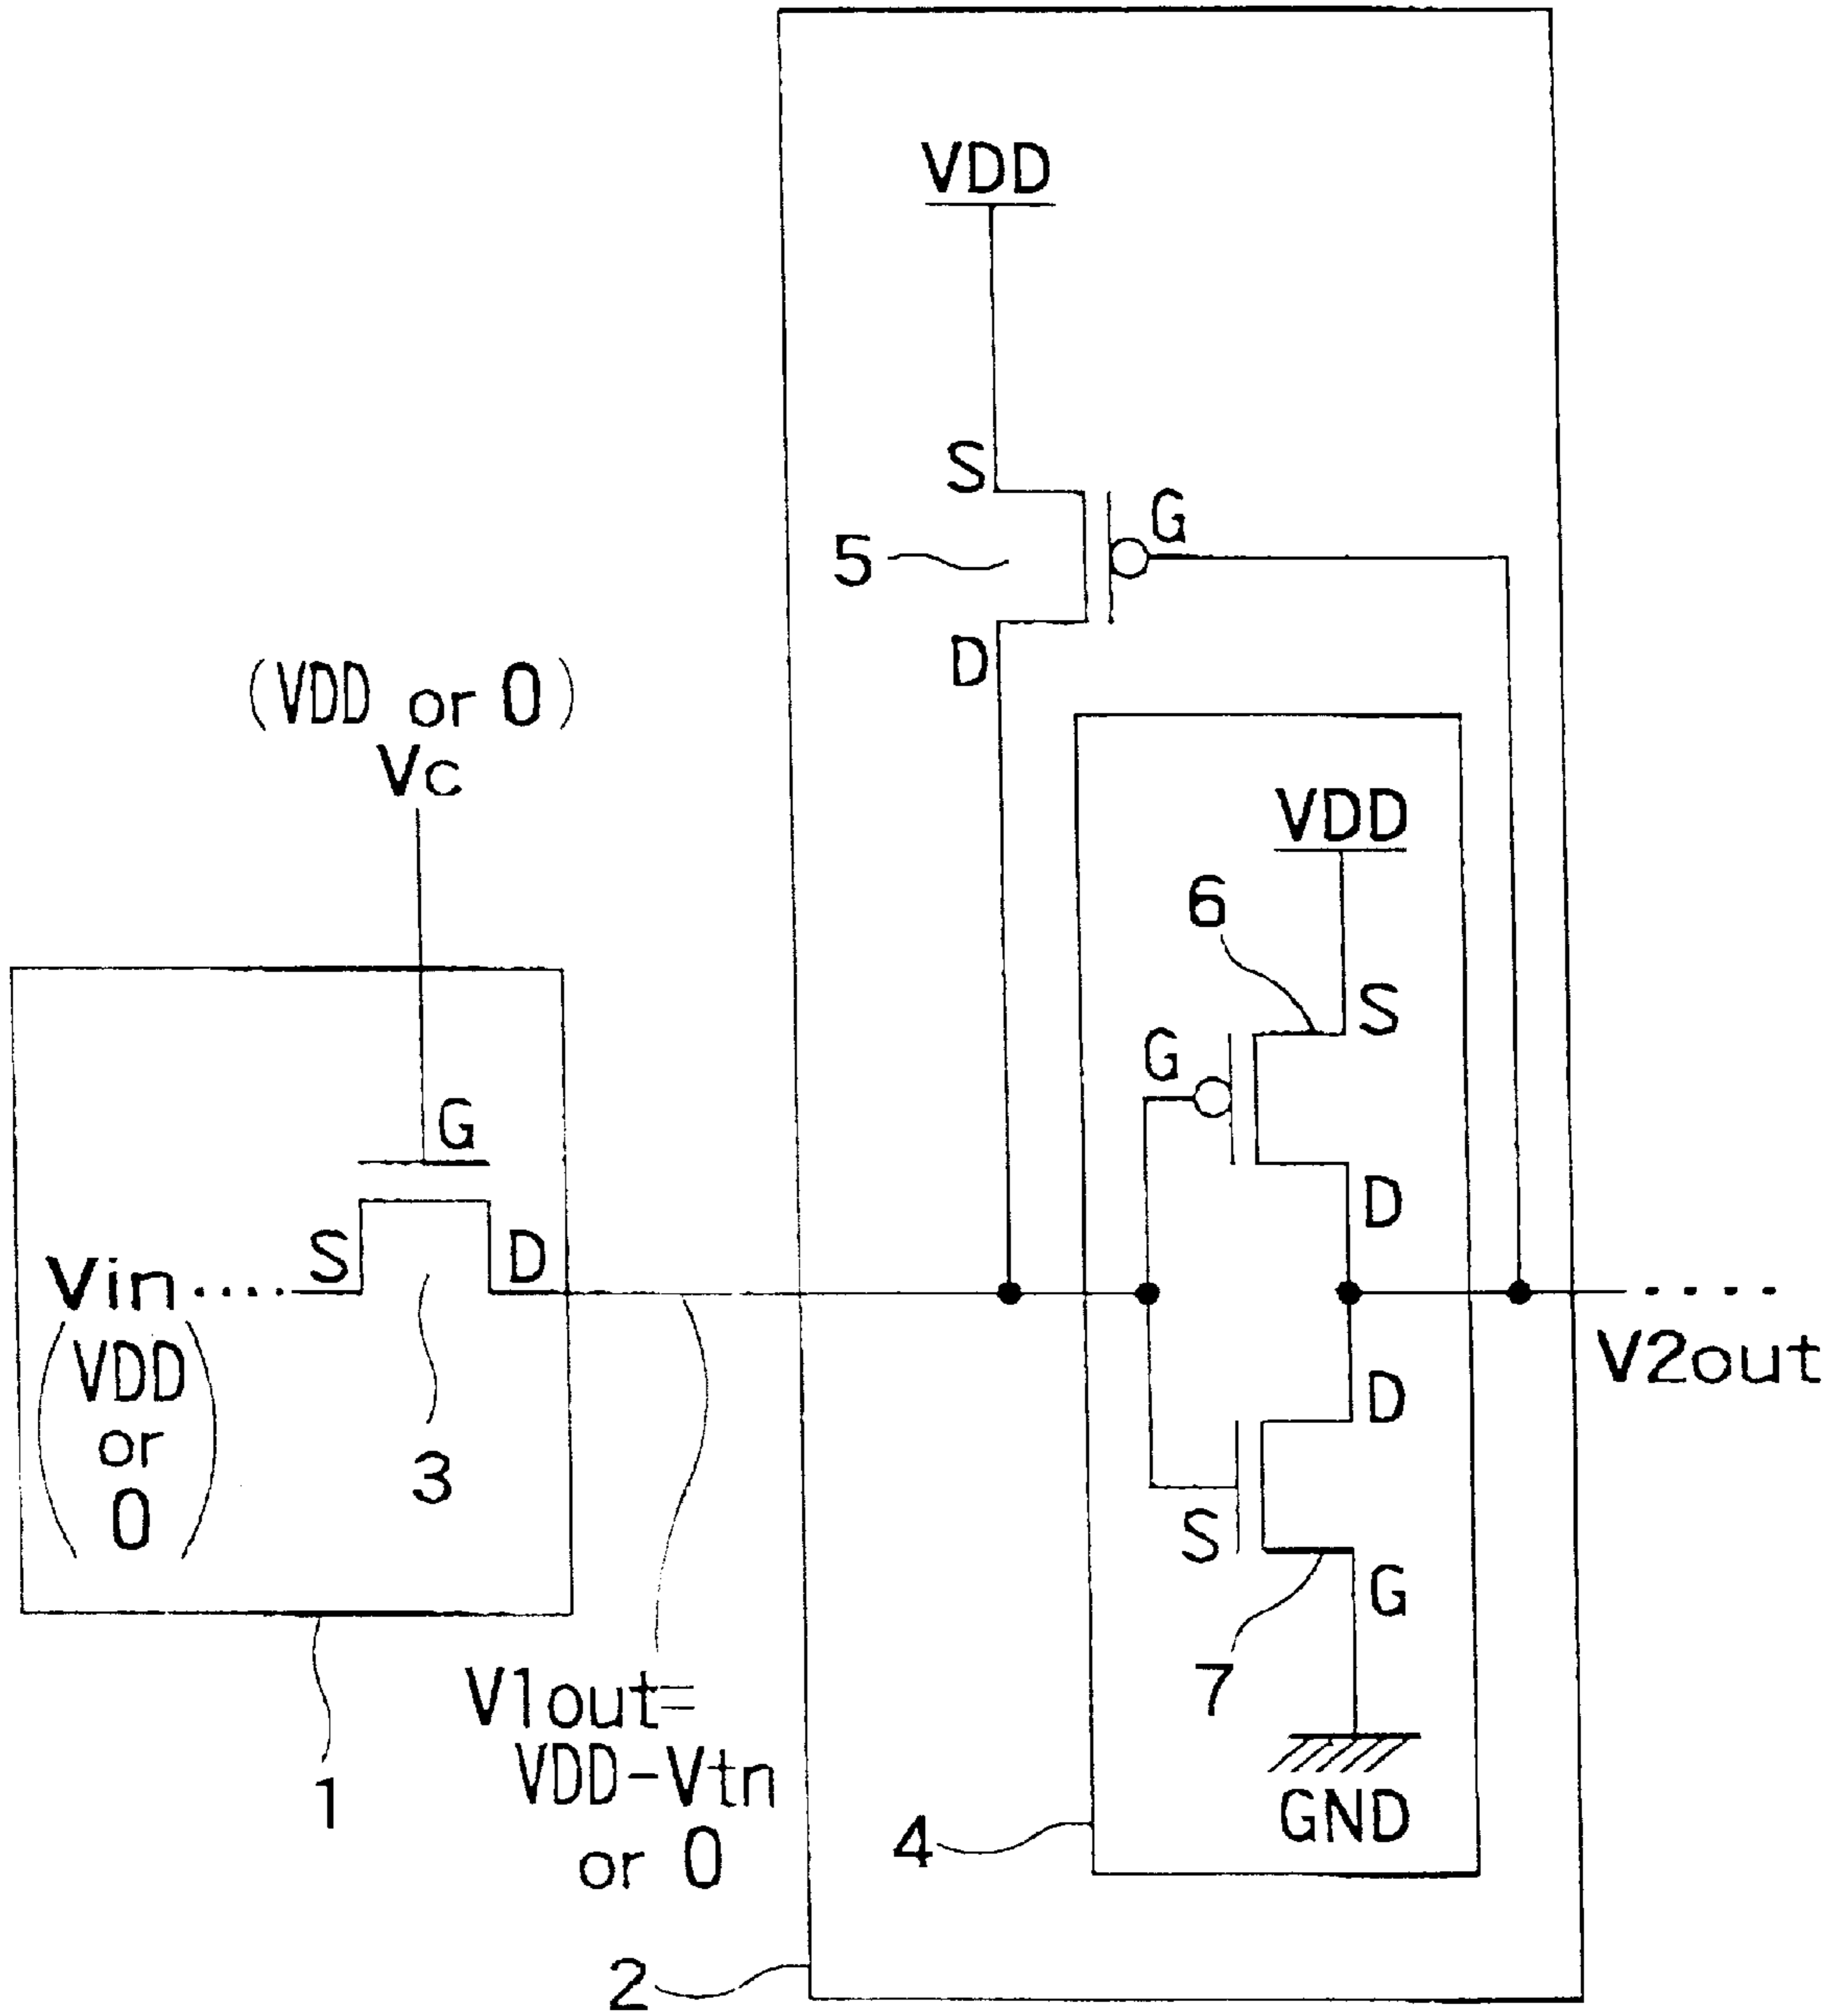 VDD
S
G
5
D
(VDD or 0)
Vc
VDD
6
S
G
G
D
S
D
Vin ....
(VDD
or
0)
3
....
V2out
D
S
G
7
V1out=
VDD-Vtn
or 0
1
GND
4
2